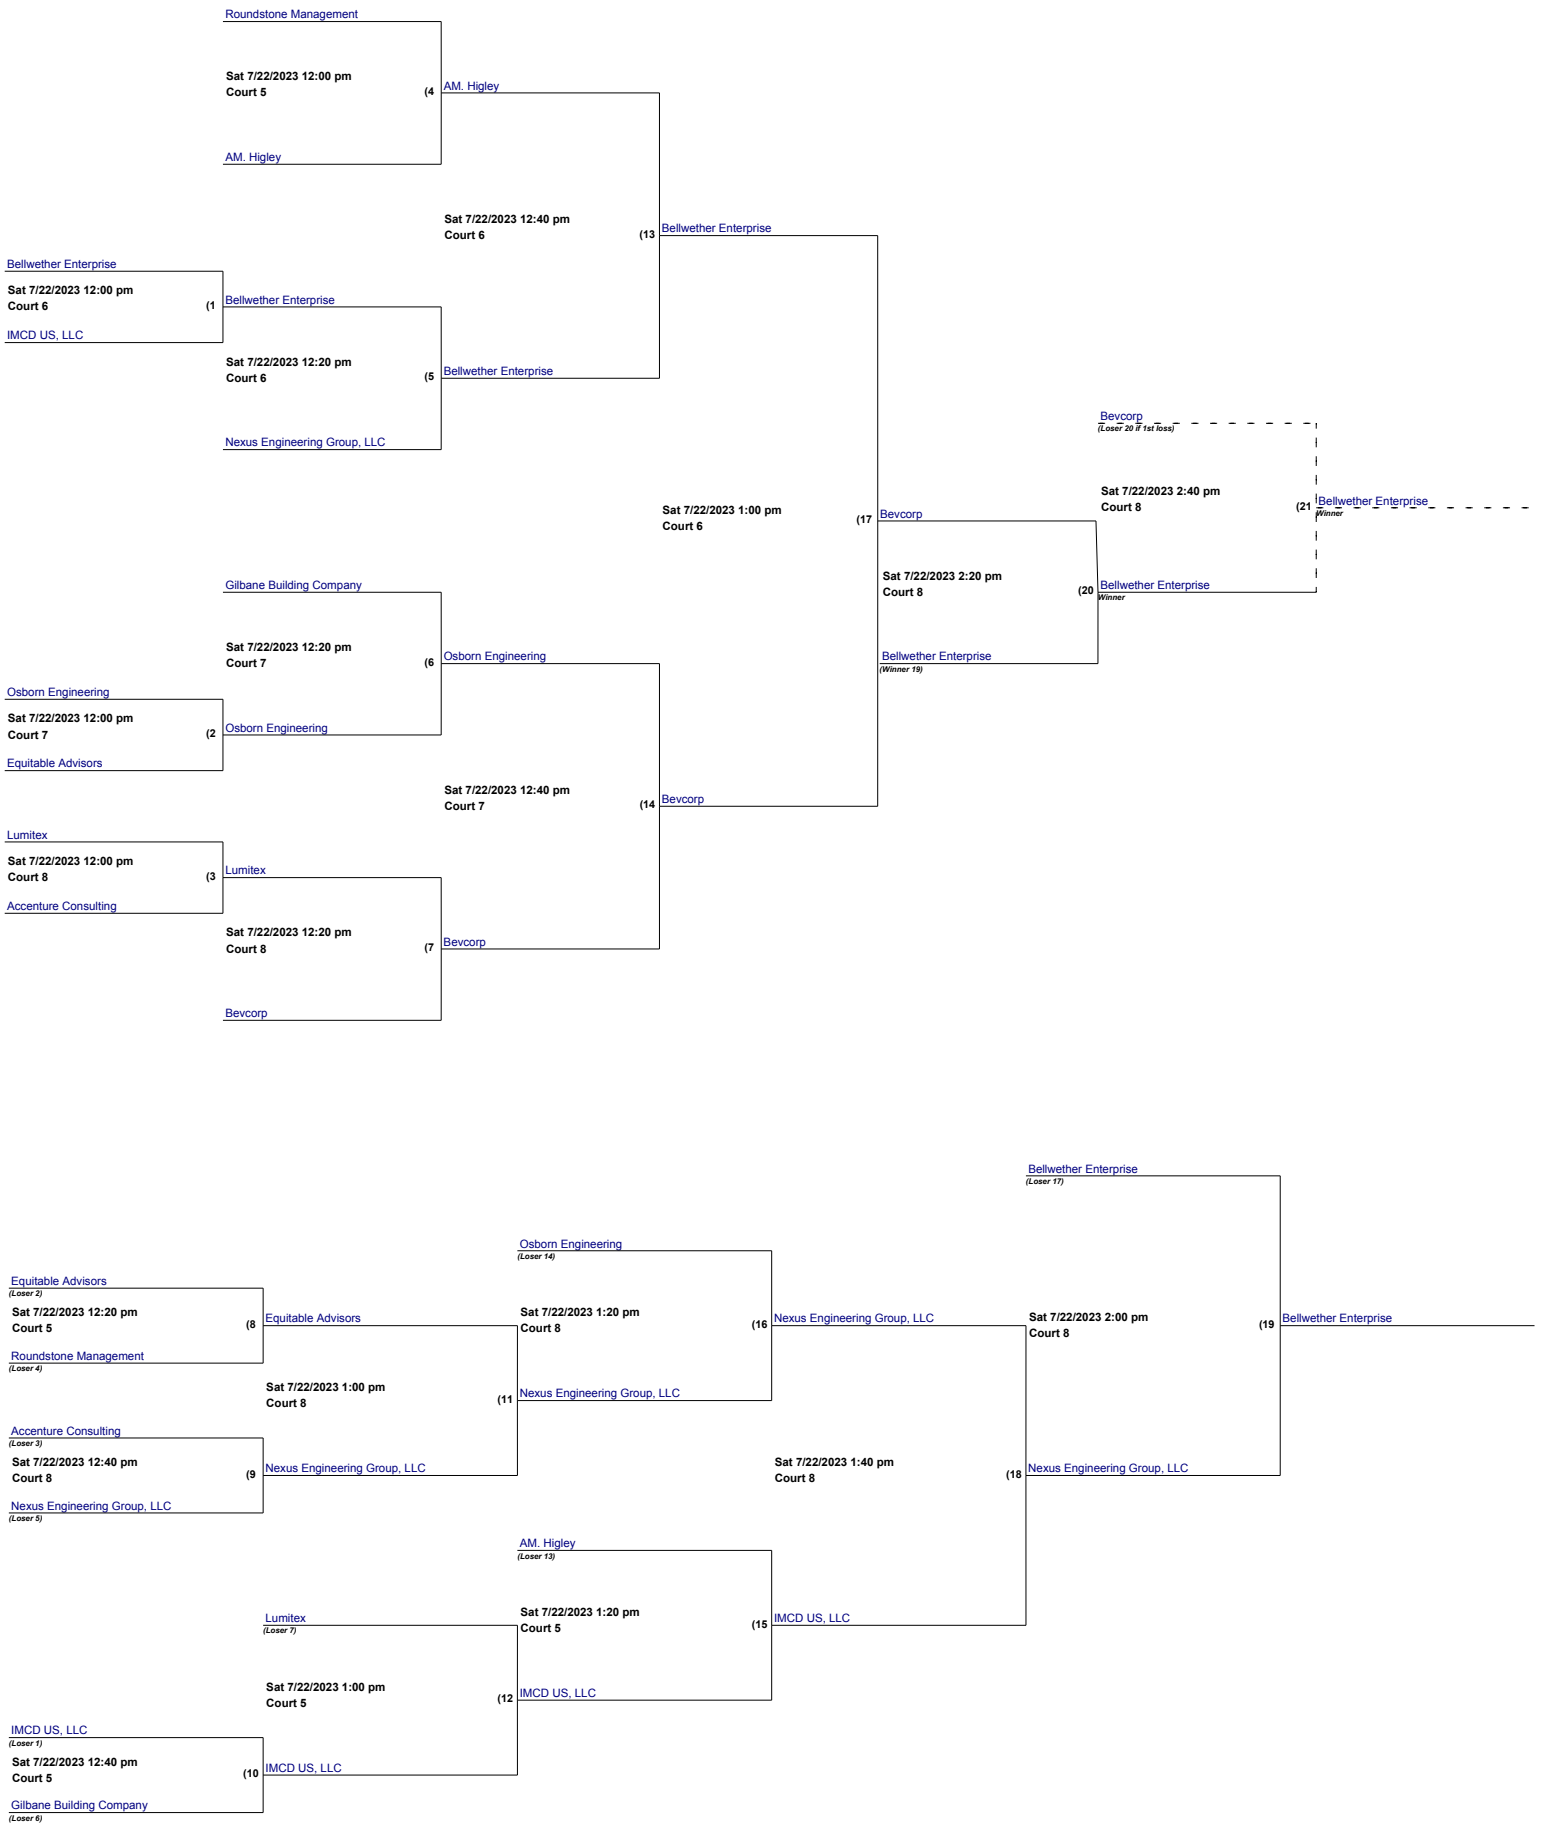 Roundstone Management
Sat 7/22/2023 12:00 pm
Court 5
(4
AM. Higley
AM. Higley
Sat 7/22/2023 12:40 pm
Court 6
(13
Bellwether Enterprise
Bellwether Enterprise
Sat 7/22/2023 12:00 pm
Court 6
(1
Bellwether Enterprise
IMCD US, LLC
Sat 7/22/2023 12:20 pm
Court 6
(5
Bellwether Enterprise
Nexus Engineering Group, LLC
Bevcorp
(Loser 20 if 1st loss)
Sat 7/22/2023 2:40 pm
Court 8
(21
Bellwether Enterprise
Winner
Sat 7/22/2023 1:00 pm
Court 6
(17
Bevcorp
Sat 7/22/2023 2:20 pm
Court 8
(20
Bellwether Enterprise
Winner
Gilbane Building Company
Sat 7/22/2023 12:20 pm
Court 7
(6
Osborn Engineering
Bellwether Enterprise
(Winner 19)
Osborn Engineering
Sat 7/22/2023 12:00 pm
Court 7
(2
Osborn Engineering
Equitable Advisors
Sat 7/22/2023 12:40 pm
Court 7
(14
Bevcorp
Lumitex
Sat 7/22/2023 12:00 pm
Court 8
(3
Lumitex
Accenture Consulting
Sat 7/22/2023 12:20 pm
Court 8
(7
Bevcorp
Bevcorp
Bellwether Enterprise
(Loser 17)
Osborn Engineering
(Loser 14)
Equitable Advisors
(Loser 2)
Sat 7/22/2023 12:20 pm
Court 5
(8
Equitable Advisors
Sat 7/22/2023 1:20 pm
Court 8
(16
Nexus Engineering Group, LLC
Sat 7/22/2023 2:00 pm
Court 8
(19
Bellwether Enterprise
Roundstone Management
(Loser 4)
Sat 7/22/2023 1:00 pm
Court 8
(11
Nexus Engineering Group, LLC
Accenture Consulting
(Loser 3)
Sat 7/22/2023 12:40 pm
Court 8
(9
Nexus Engineering Group, LLC
Sat 7/22/2023 1:40 pm
Court 8
(18
Nexus Engineering Group, LLC
Nexus Engineering Group, LLC
(Loser 5)
AM. Higley
(Loser 13)
Lumitex
(Loser 7)
Sat 7/22/2023 1:20 pm
Court 5
(15
IMCD US, LLC
Sat 7/22/2023 1:00 pm
Court 5
(12
IMCD US, LLC
IMCD US, LLC
(Loser 1)
Sat 7/22/2023 12:40 pm
Court 5
(10
IMCD US, LLC
Gilbane Building Company
(Loser 6)